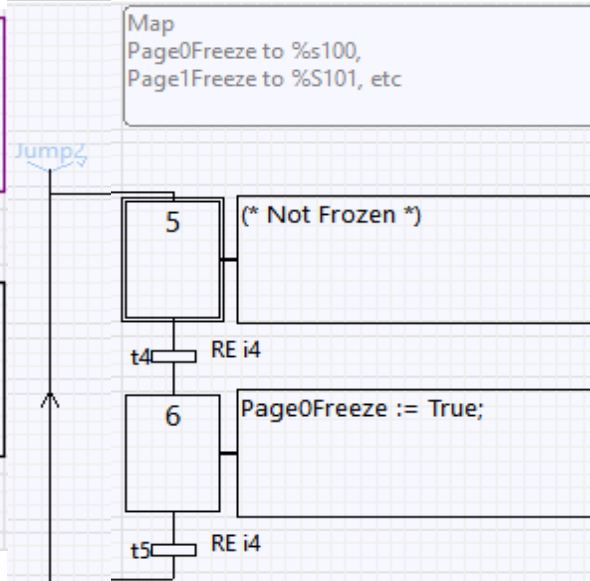 Map
Page0Freeze to %s100,
Page1Freeze to %S101, etc
Jump2
5
(* Not Frozen *)
t4
RE i4
6
Page0Freeze := True;
t5
RE i4